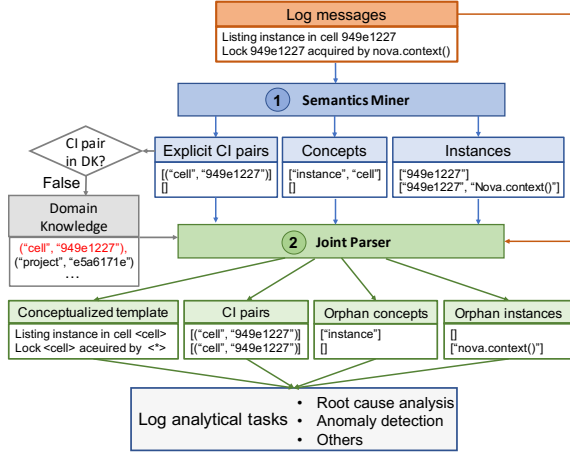 Log messages
Listing instance in cell 949e1227
Lock 949e1227 acquired by nova.context()
1 Semantics Miner
CI pair
in DK?
False
Explicit CI pairs
[("cell", "949e1227")]
[]
Concepts
["instance", "cell"]
[]
Instances
["949e1227"]
["949e1227", "Nova.context()"]
Domain
Knowledge
("cell", "949e1227"),
("project", "e5a6171e")
...
2 Joint Parser
Conceptualized template
Listing instance in cell <cell>
Lock <cell> aceuired by <*>
CI pairs
[("cell", "949e1227")]
[("cell", "949e1227")]
Orphan concepts
["instance"]
[]
Orphan instances
[]
["nova.context()"]
Log analytical tasks
• Root cause analysis
• Anomaly detection
• Others